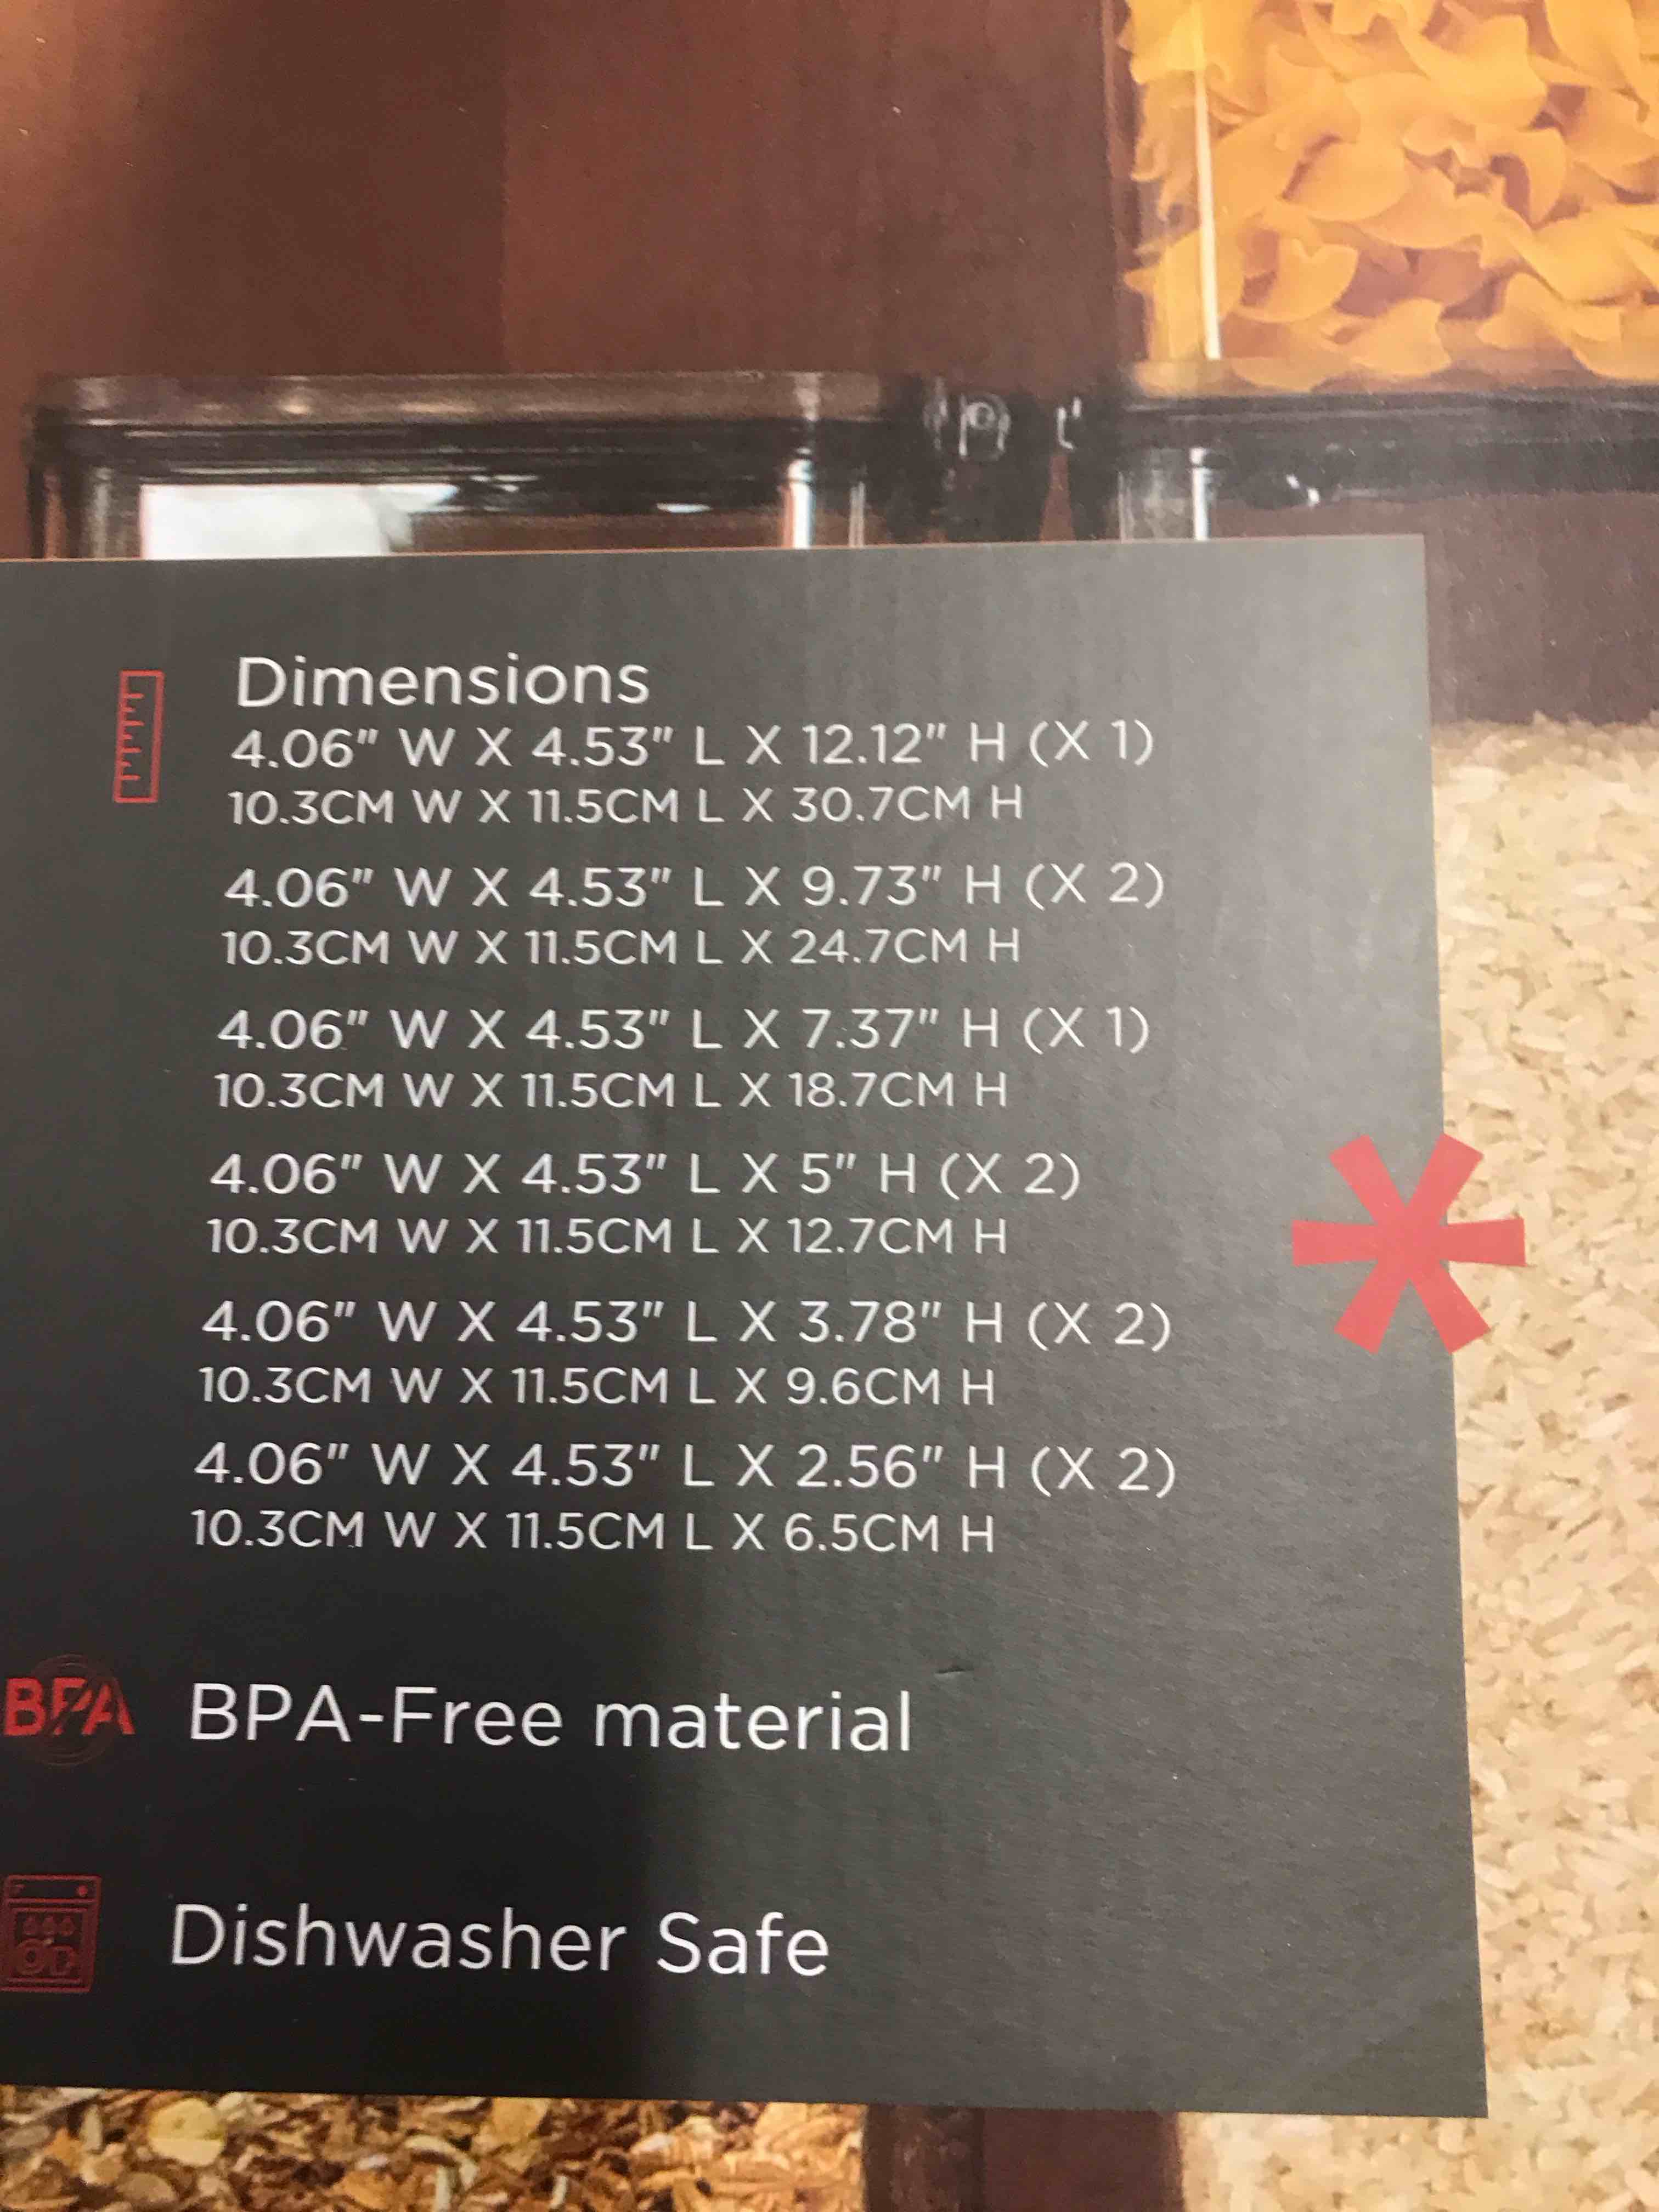 Dimensions
4.06" W X 4.53" L X 12.12" H (X 1)
10.3CM W X 11.5CM L X 30.7CM H
4.06" W X 4.53" L X 9.73" H (X 2)
10.3CM W X 11.5CM L X 24.7CM H
4.06" W X 4.53" L X 7.37" H (X 1)
10.3CM W X 11.5CM L X 18.7CM H
4.06" W X 4.53" L X 5" H (X 2)
10.3CM W X 11.5CM L X 12.7CM H
4.06" W X 4.53" L X 3.78" H (X 2)
10.3CM W X 11.5CM L X 9.6CM H
4.06" W X 4.53" L X 2.56" H (X 2)
10.3CM W X 11.5CM L X 6.5CM H
BPA BPA-Free material
Dishwasher Safe